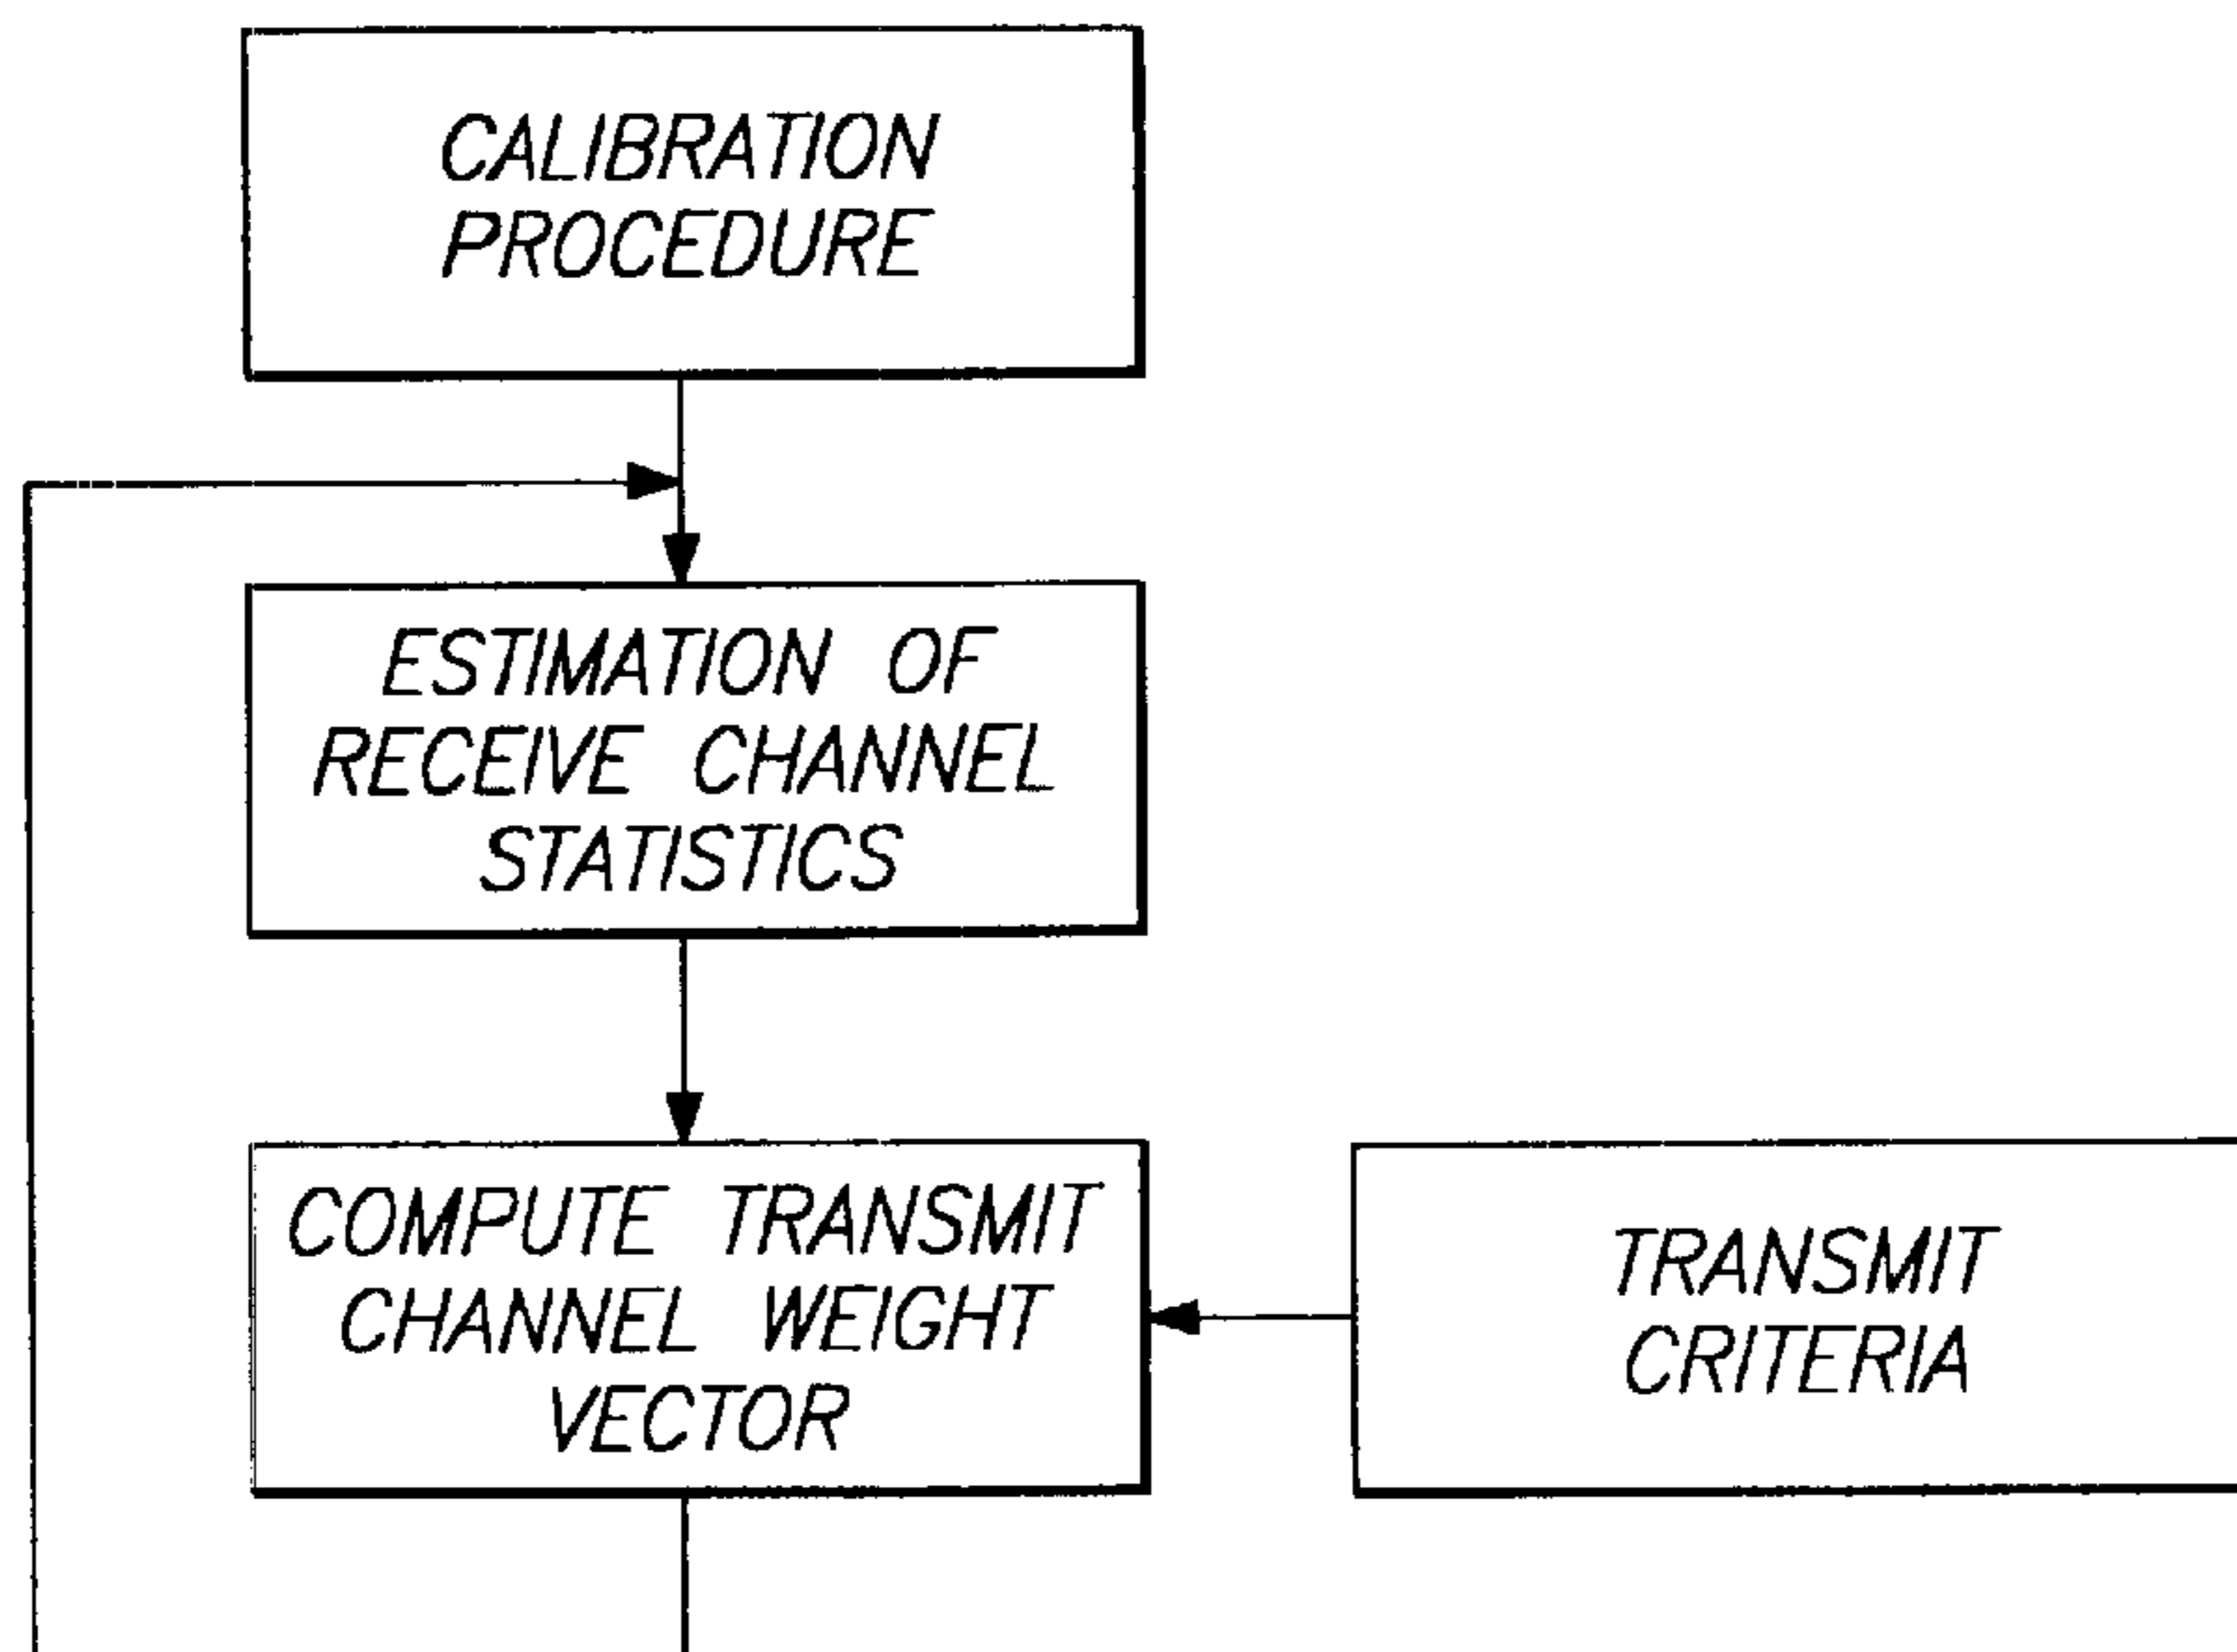 CALIBRATION
PROCEDURE
ESTIMATION OF
RECEIVE CHANNEL
STATISTICS
COMPUTE TRANSMIT
CHANNEL WEIGHT
VECTOR
TRANSMIT
CRITERIA